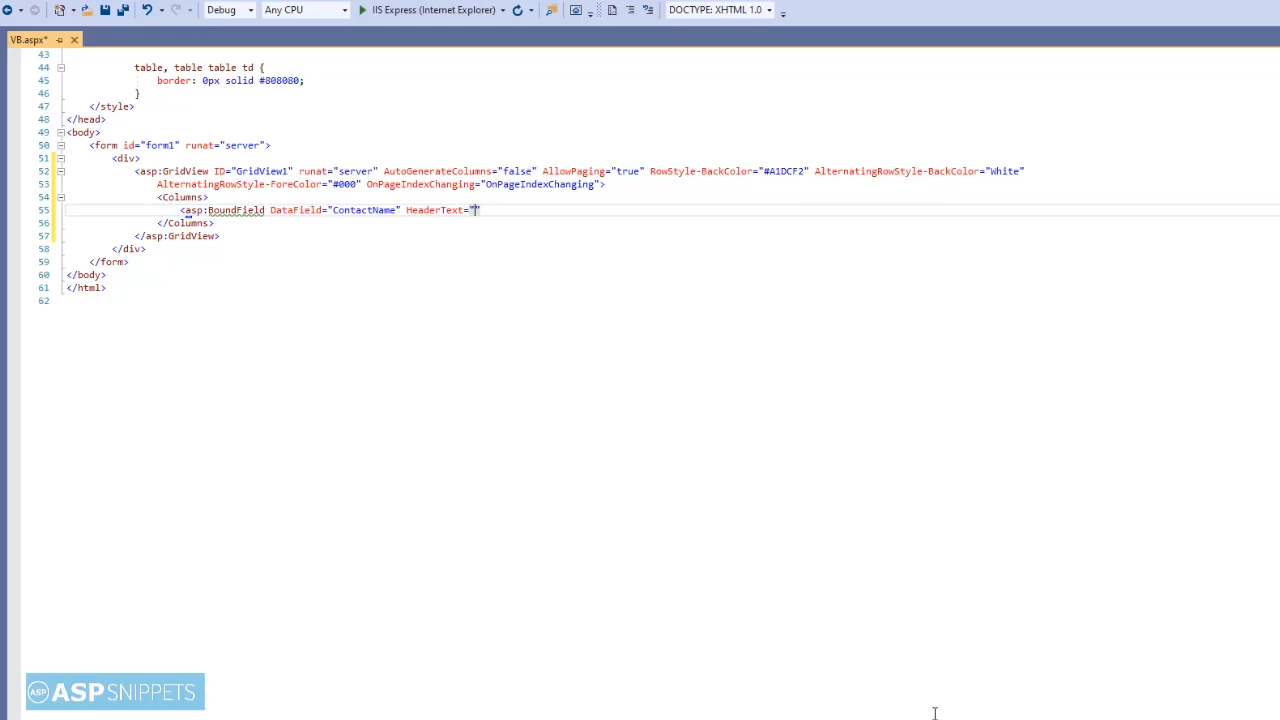 Debug Any CPU IIS Express (Internet Explorer) DOCTYPE: XHTML 1.0
VB.aspx*
43
44 table, table table td {
45 border: 0px solid #808080;
46 }
47 </style>
48 </head>
49 <body>
50 <form id="form1" runat="server">
51 <div>
52 <asp:GridView ID="GridView1" runat="server" AutoGenerateColumns="false" AllowPaging="true" RowStyle-BackColor="#A1DCF2" AlternatingRowStyle-BackColor="White"
53 AlternatingRowStyle-ForeColor="#000" OnPageIndexChanging="OnPageIndexChanging">
54 <Columns>
55 <asp:BoundField DataField="ContactName" HeaderText=""
56 </Columns>
57 </asp:GridView>
58 </div>
59 </form>
60 </body>
61 </html>
62
ASP ASPSNIPPETS